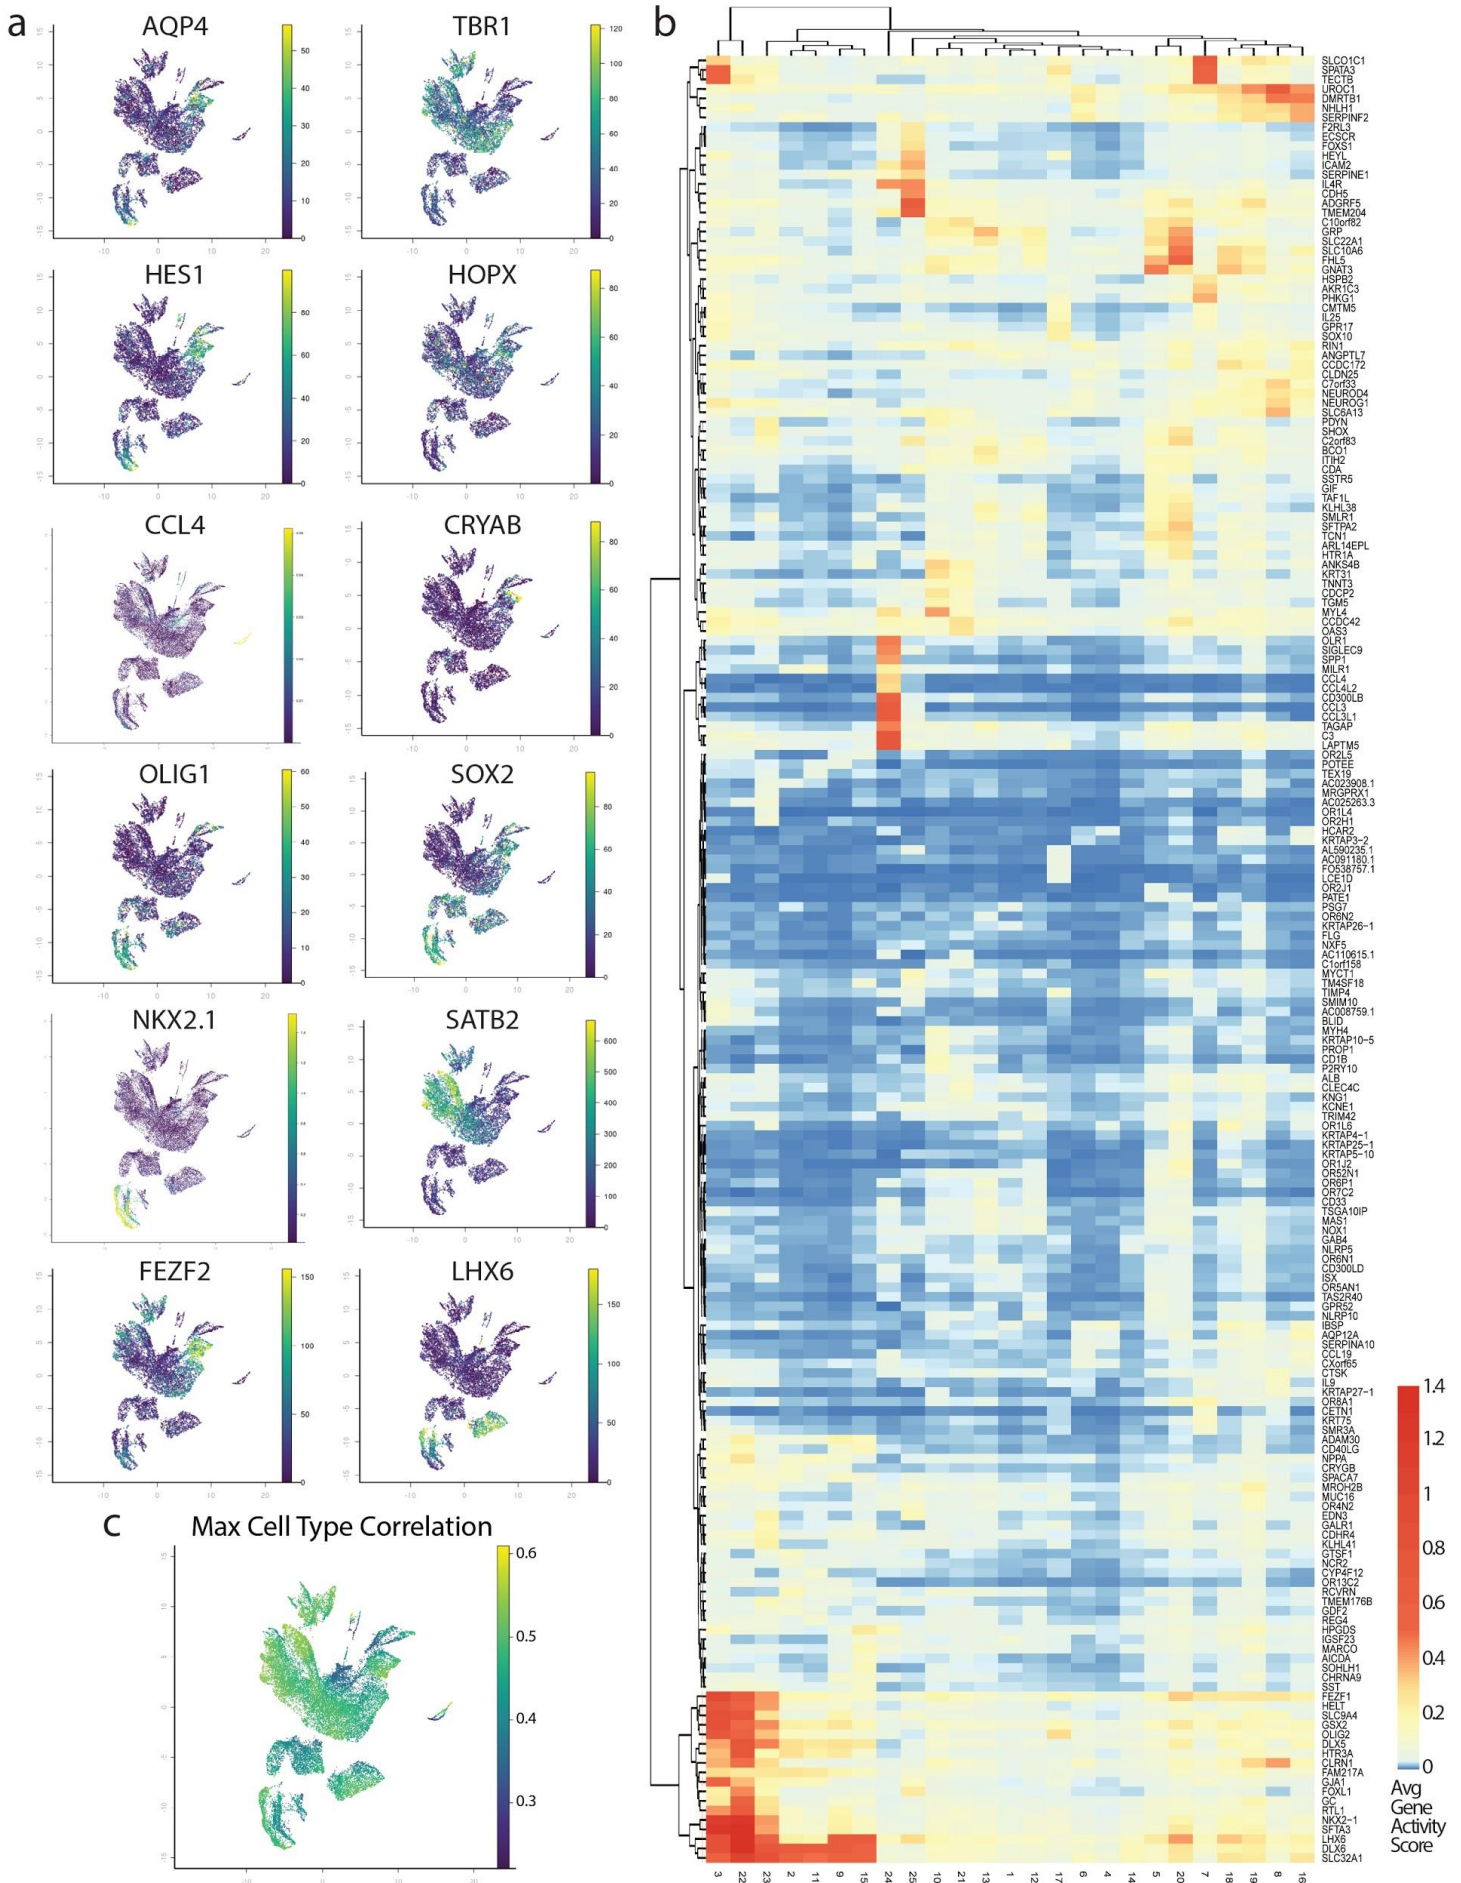 a
AQP4
TBR1
HES1
HOPX
CCL4
CRYAB
OLIG1
SOX2
NKX2.1
SATB2
FEZF2
LHX6
b
SLCO1C1
SPATA3
TECTB
UROC1
DMRTB1
NHLH1
SERPINF2
F2RL3
ECSCR
FOXS1
HEYL
ICAM2
SERPINE1
IL4R
CDH5
ADGRF5
TMEM204
C10orf82
GRP
SLC22A1
SLC10A6
FHL5
GNAT3
HSPB2
AKR1C3
PHKG1
CMTM5
IL25
GPR17
SOX10
RIN1
ANGPTL7
CCDC172
CLDN25
C7orf33
NEUROD4
NEUROG1
SLC6A13
PDYN
SHOX
C2orf83
BCO1
ITIH2
CDA
SSTR5
GIF
TAF1L
KLHL38
SMLR1
SFTPA2
TCN1
ARL14EPL
HTR1A
ANKS4B
KRT31
TNNT3
CDCP2
TGM5
MYL4
CCDC42
OAS3
OLR1
SIGLEC9
SPP1
MILR1
CCL4
CCL4L2
CD300LB
CCL3
CCL3L1
TAGAP
C3
LAPTM5
OR2L5
POTEE
TEX19
AC023908.1
MRGPRX1
AC025263.3
OR1L4
OR2H1
HCAR2
KRTAP3-2
AL590235.1
AC091180.1
FO538757.1
LCE1D
OR2J1
PATE1
PSG7
OR6N2
KRTAP26-1
FLG
NXF5
AC110615.1
C1orf158
MYCT1
TM4SF18
TIMP4
SMIM10
AC008759.1
BLID
MYH4
KRTAP10-5
PROP1
CD1B
P2RY10
ALB
CLEC4C
KNG1
KCNE1
TRIM42
OR1L6
KRTAP4-1
KRTAP25-1
KRTAP5-10
OR1J2
OR52N1
OR6P1
OR7C2
CD33
TSGA10IP
MAS1
NOX1
GAB4
NLRP5
OR6N1
CD300LD
ISX
OR5AN1
TAS2R40
GPR52
NLRP10
IBSP
AQP12A
SERPINA10
CCL19
CXorf65
CTSK
IL9
KRTAP27-1
OR8A1
CETN1
KRT75
SMR3A
ADAM30
CD40LG
NPPA
CRYGB
SPACA7
MROH2B
MUC16
OR4N2
EDN3
GALR1
CDHR4
KLHL41
GTSF1
NCR2
CYP4F12
OR13C2
RCVRN
TMEM176B
GDF2
REG4
HPGDS
IGSF23
MARCO
AICDA
SOHLH1
CHRNA9
SST
FEZF1
HELT
SLC9A4
GSX2
OLIG2
DLX5
HTR3A
CLRN1
FAM217A
GJA1
FOXL1
GC
RTL1
NKX2-1
SFTA3
LHX6
DLX6
SLC32A1
3 22 23 2 11 9 15 24 25 10 21 13 1 12 17 6 4 14 5 20 7 18 19 8 16
1.4
1.2
1
0.8
0.6
0.4
0.2
0
Avg
Gene
Activity
Score
c
Max Cell Type Correlation
0.6
0.5
0.4
0.3